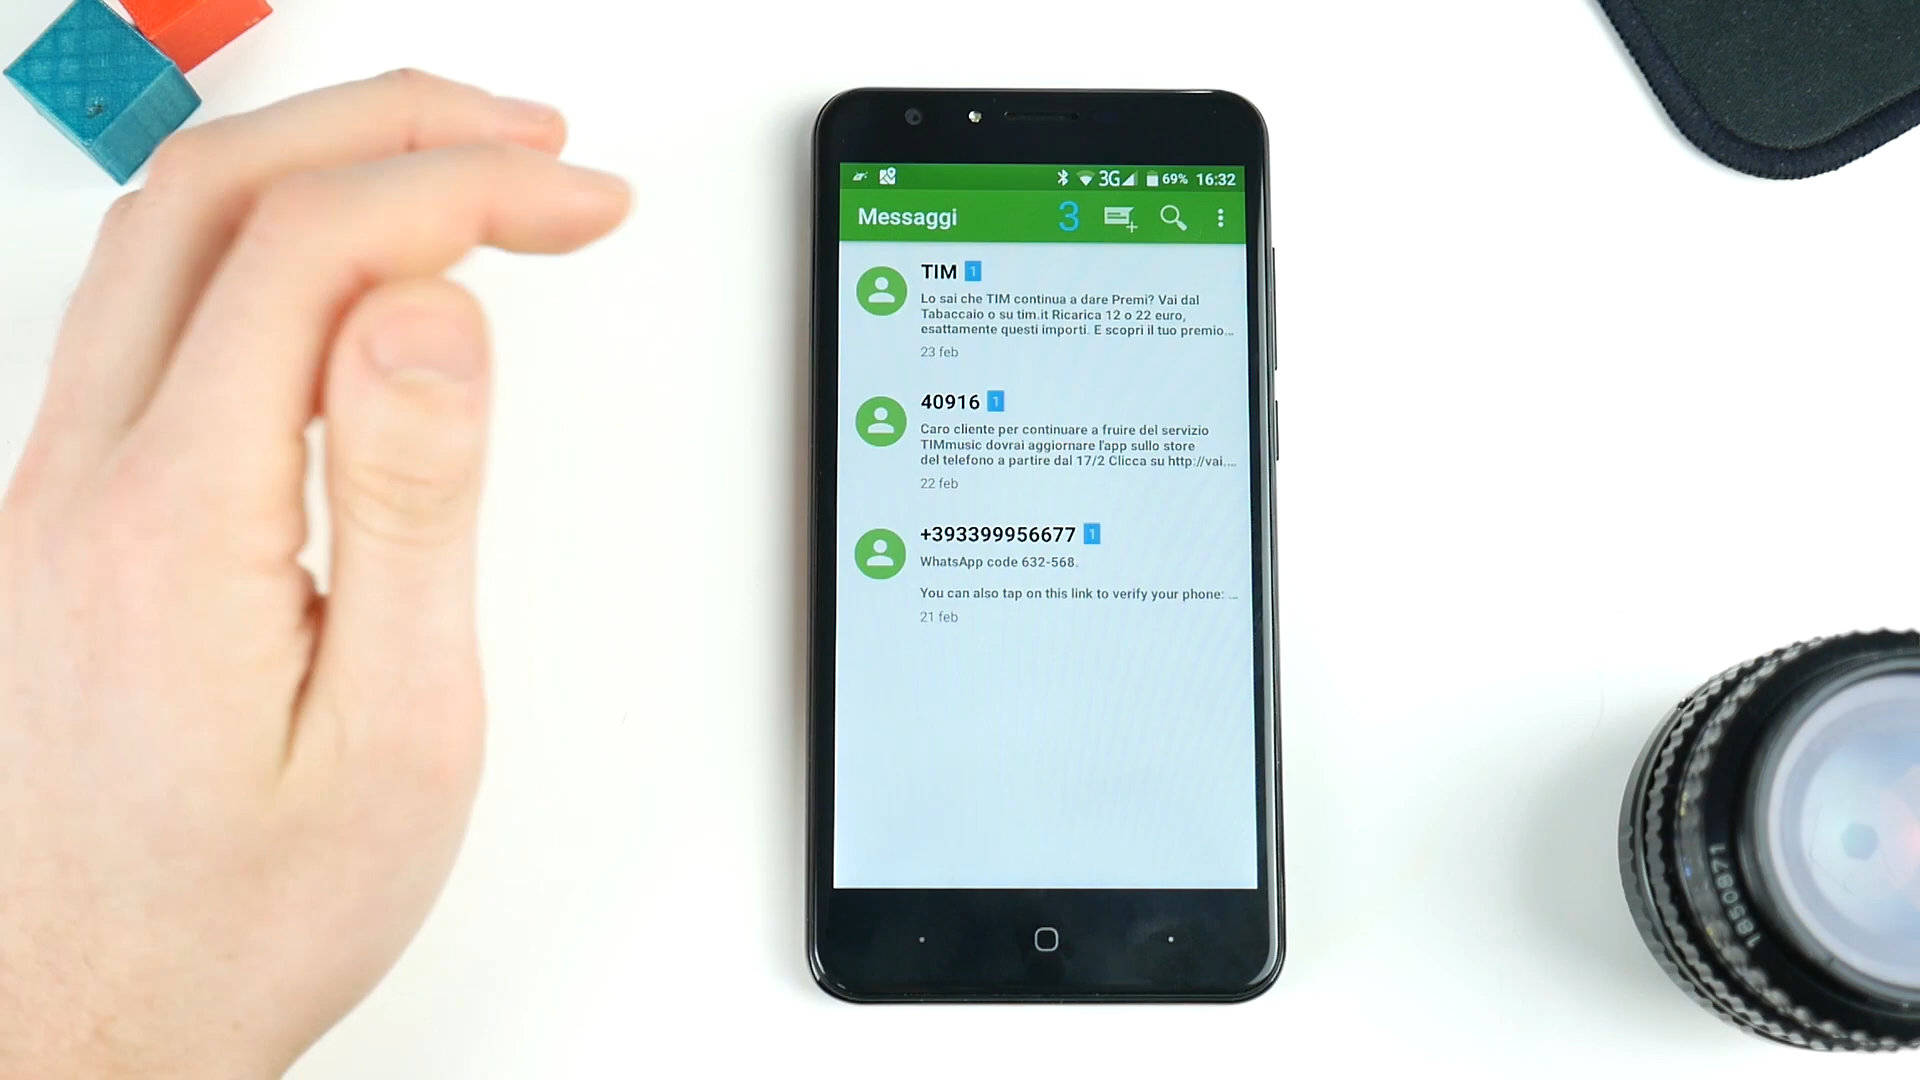 3G 69% 16:32
Messaggi 3
TIM 1
Lo sai che TIM continua a dare Premi? Vai dal
Tabaccaio o su tim.it Ricarica 12 o 22 euro,
esattamente questi importi. E scopri il tuo premio...
23 feb
40916 1
Caro cliente per continuare a fruire del servizio
TIMmusic dovrai aggiornare l'app sullo store
del telefono a partire dal 17/2 Clicca su http://vai....
22 feb
+393399956677 1
WhatsApp code 632-568.
You can also tap on this link to verify your phone: ...
21 feb
1850871